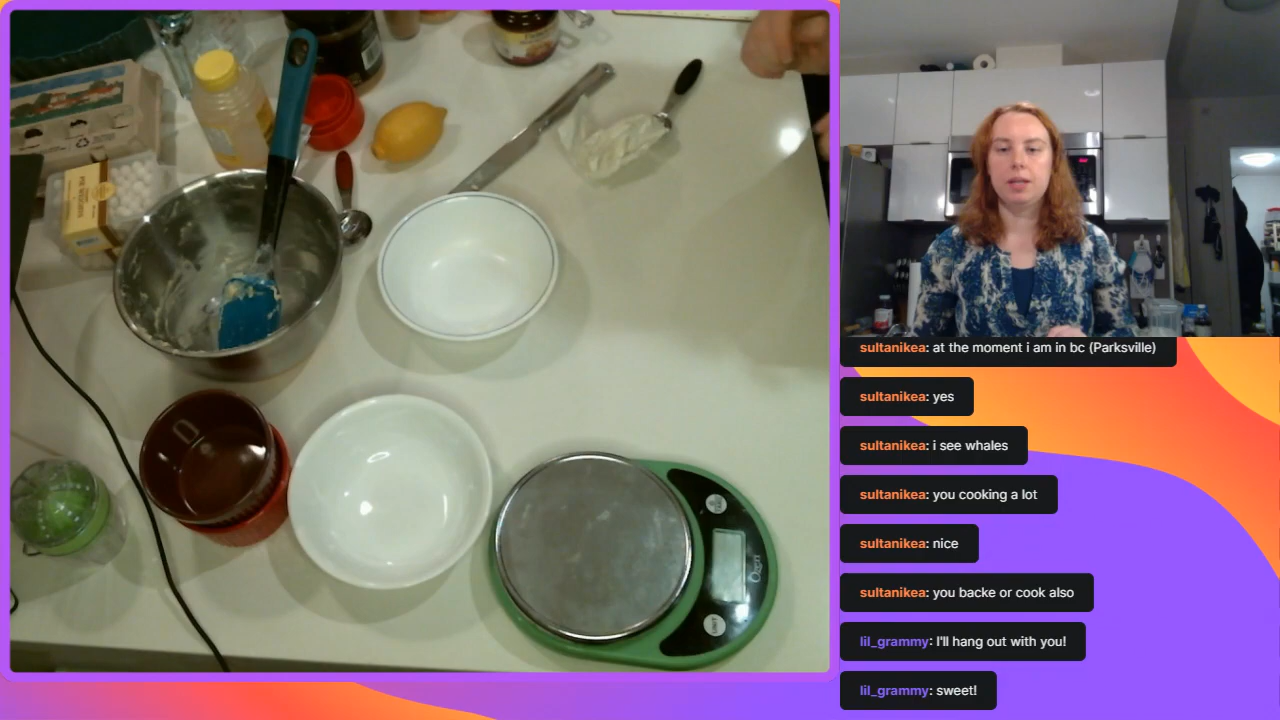 sultanikea: at the moment i am in bc (Parksville)
sultanikea: yes
sultanikea: i see whales
sultanikea: you cooking a lot
sultanikea: nice
sultanikea: you backe or cook also
lil_grammy: I'll hang out with you!
lil_grammy: sweet!